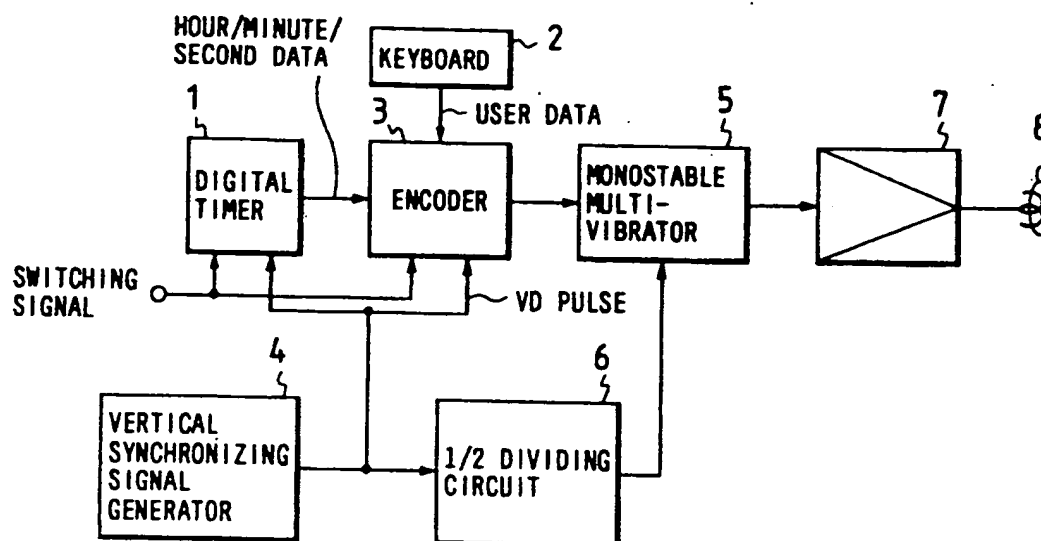 HOUR/MINUTE/
SECOND DATA
KEYBOARD
2
USER DATA
1
3
5
7
8
DIGITAL
TIMER
ENCODER
MONOSTABLE
MULTI-
VIBRATOR
SWITCHING
SIGNAL
VD PULSE
4
6
VERTICAL
SYNCHRONIZING
SIGNAL
GENERATOR
1/2 DIVIDING
CIRCUIT